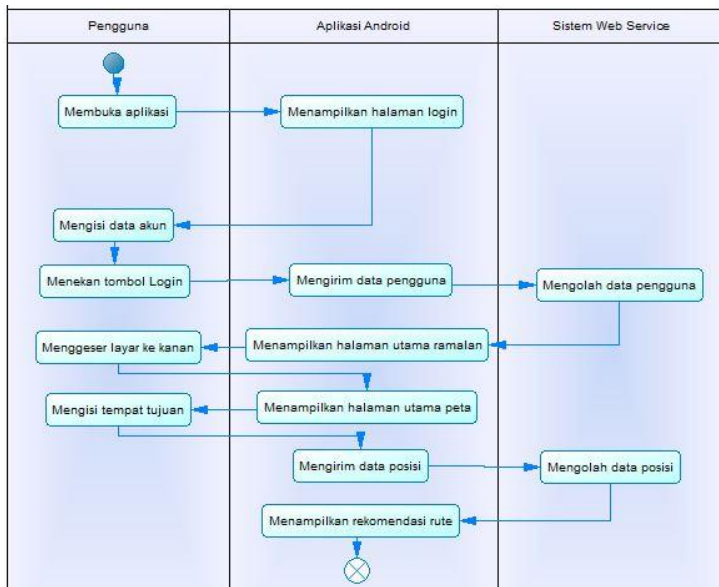 Pengguna
Aplikasi Android
Sistem Web Service
Membuka aplikasi
Menampilkan halaman login
Mengisi data akun
Menekan tombol Login
Mengirim data pengguna
Mengolah data pengguna
Menampilkan halaman utama ramalan
Menggeser layar ke kanan
Menampilkan halaman utama peta
Mengisi tempat tujuan
Mengirim data posisi
Mengolah data posisi
Menampilkan rekomendasi rute